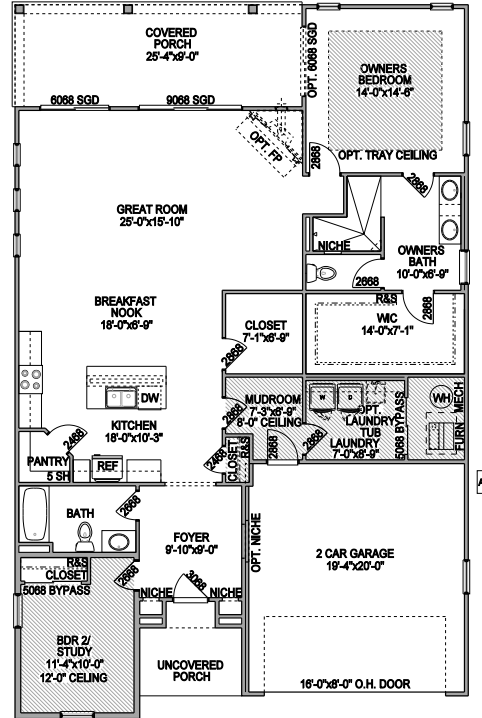 COVERED
PORCH
25'-4"x9'-0"
OPT. 6068 SGD
OWNERS
BEDROOM
14'-0"x14'-6"
6068 SGD
9068 SGD
OPT. FP
2868
OPT. TRAY CEILING
2868
GREAT ROOM
25'-0"x15'-10"
NICHE
OWNERS
BATH
10'-0"x6'-9"
2668
R&S
2868
WIC
14'-0"x7'-1"
BREAKFAST
NOOK
18'-0"x6'-9"
CLOSET
7'-1"x6'-9"
2868
DW
KITCHEN
18'-0"x10'-3"
MUDROOM
7'-3"x6'-9"
8'-0" CEILING
2868
2868
2868
W
D
OPT.
LAUNDRY
TUB
LAUNDRY
7'-0"x8'-9"
5068 BYPASS
WH
FURN
MECH
2468
PANTRY
5 SH
REF
2468
CLOSET
R&S
BATH
2668
FOYER
9'-10"x9'-0"
OPT. NICHE
2 CAR GARAGE
19'-4"x20'-0"
R&S
CLOSET
5068 BYPASS
2668
NICHE
3068
NICHE
BDR 2/
STUDY
11'-4"x10'-0"
12'-0" CELING
UNCOVERED
PORCH
16'-0"x8'-0" O.H. DOOR
A